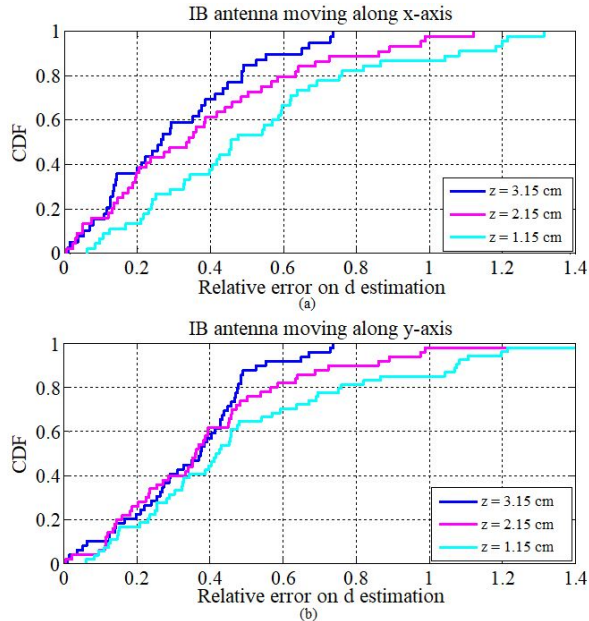 IB antenna moving along x-axis
CDF
1
0.8
0.6
0.4
0.2
0
z = 3.15 cm
z = 2.15 cm
z = 1.15 cm
0 0.2 0.4 0.6 0.8 1 1.2 1.4
Relative error on d estimation
(a)
IB antenna moving along y-axis
CDF
1
0.8
0.6
0.4
0.2
0
z = 3.15 cm
z = 2.15 cm
z = 1.15 cm
0 0.2 0.4 0.6 0.8 1 1.2 1.4
Relative error on d estimation
(b)